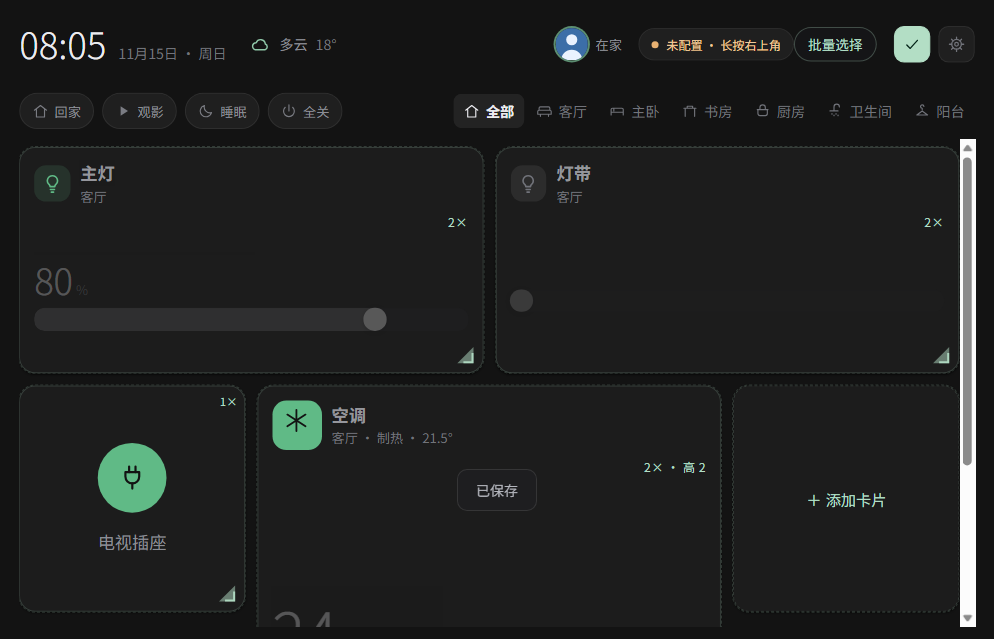 08:05 11月15日 · 周日 多云 18° 在家 未配置 · 长按右上角 批量选择
回家 观影 睡眠 全关 全部 客厅 主卧 书房 厨房 卫生间 阳台
主灯
客厅
2×
80 %
灯带
客厅
2×
1×
电视插座
空调
客厅 · 制热 · 21.5°
2× · 高 2
已保存
24
+ 添加卡片